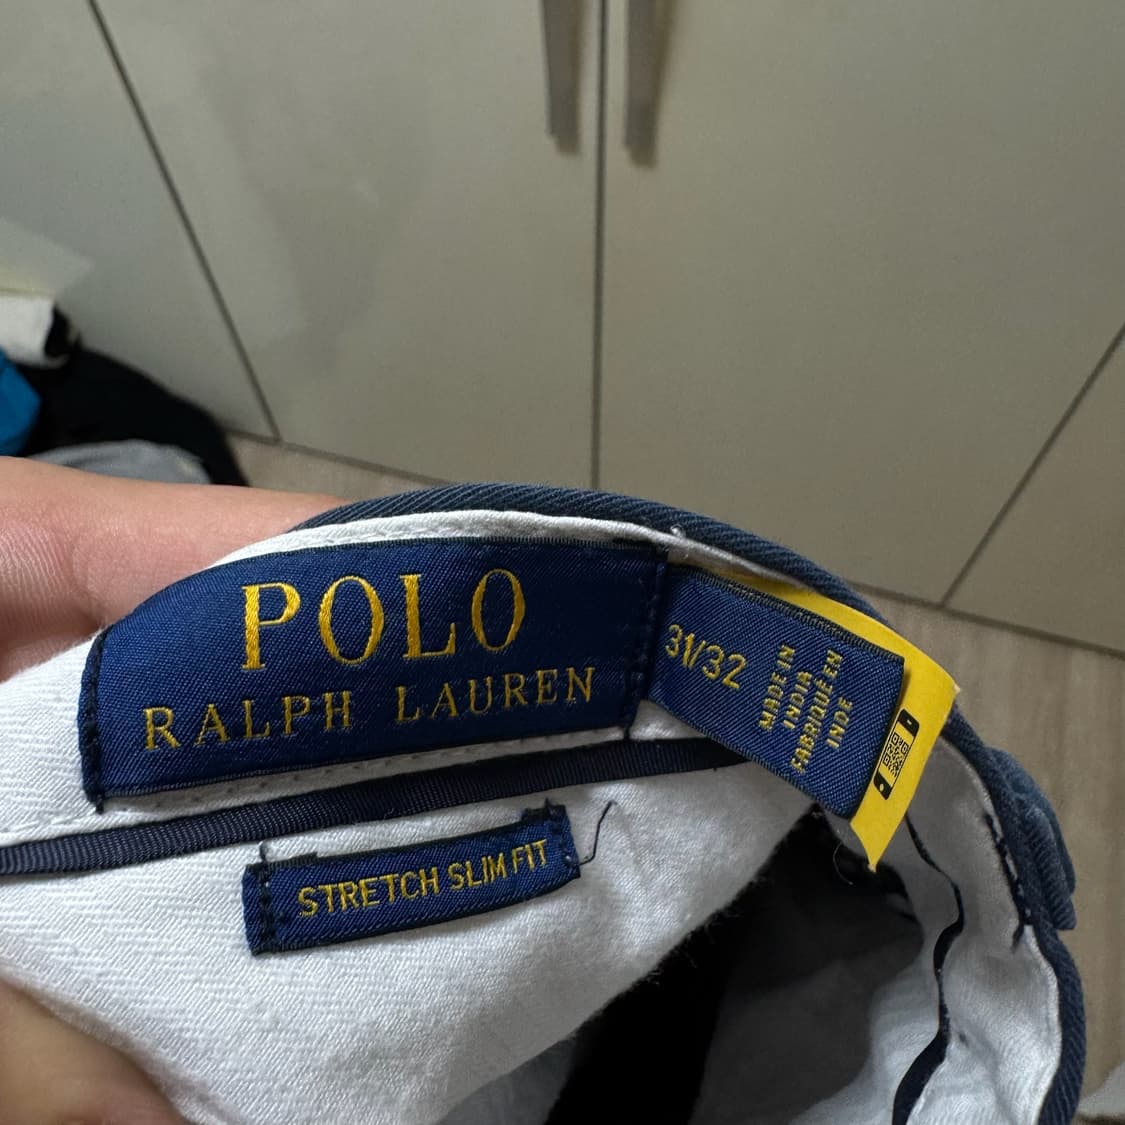 POLO
RALPH LAUREN
31/32
MADE IN
INDIA
FABRIQUÉ EN
INDE
STRETCH SLIM FIT